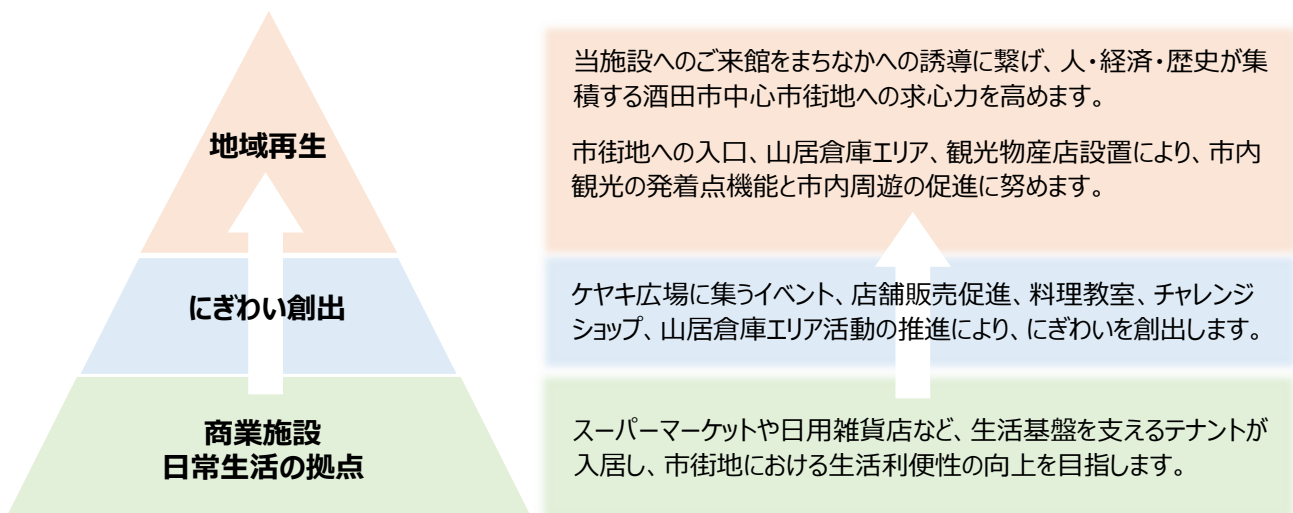 地域再生
当施設へのご来館をまちなかへの誘導に繋げ、人・経済・歴史が集
積する酒田市中心市街地への求心力を高めます。
市街地への入口、山居倉庫エリア、観光物産店設置により、市内
観光の発着点機能と市内周遊の促進に努めます。
にぎわい創出
ケヤキ広場に集うイベント、店舗販売促進、料理教室、チャレンジ
ショップ、山居倉庫エリア活動の推進により、にぎわいを創出します。
商業施設
日常生活の拠点
スーパーマーケットや日用雑貨店など、生活基盤を支えるテナントが
入居し、市街地における生活利便性の向上を目指します。